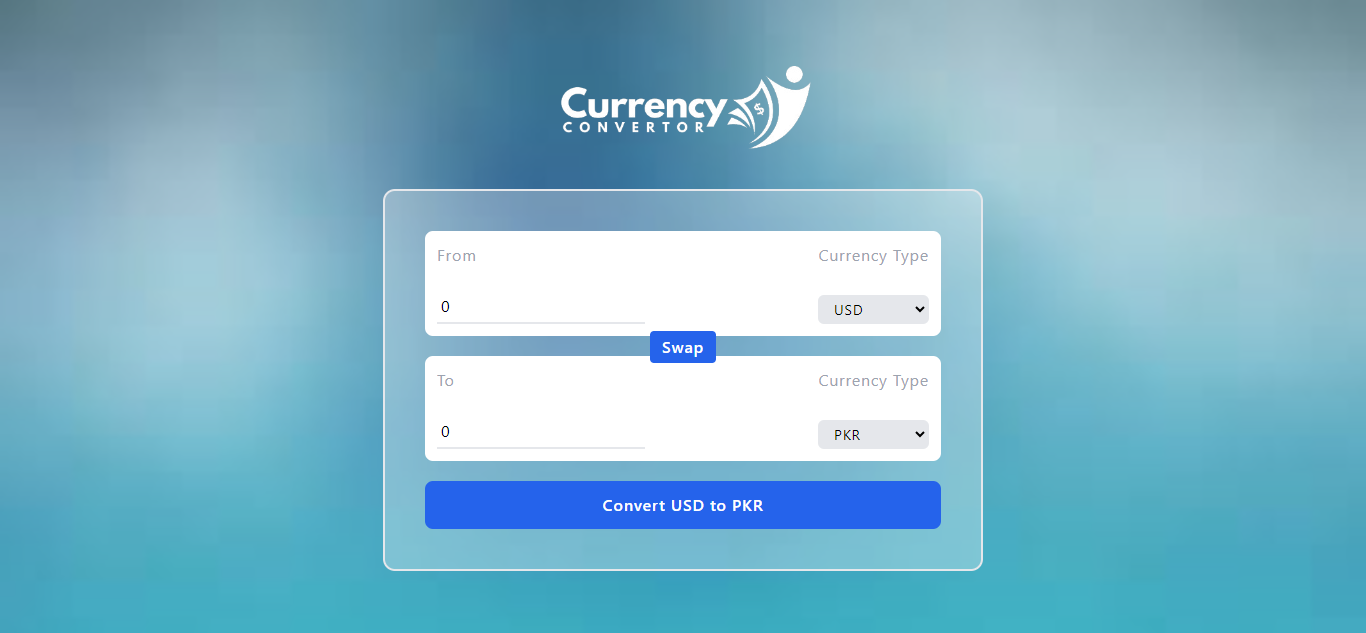 Currency
CONVERTOR
$
From Currency Type
0 USD
Swap
To Currency Type
0 PKR
Convert USD to PKR